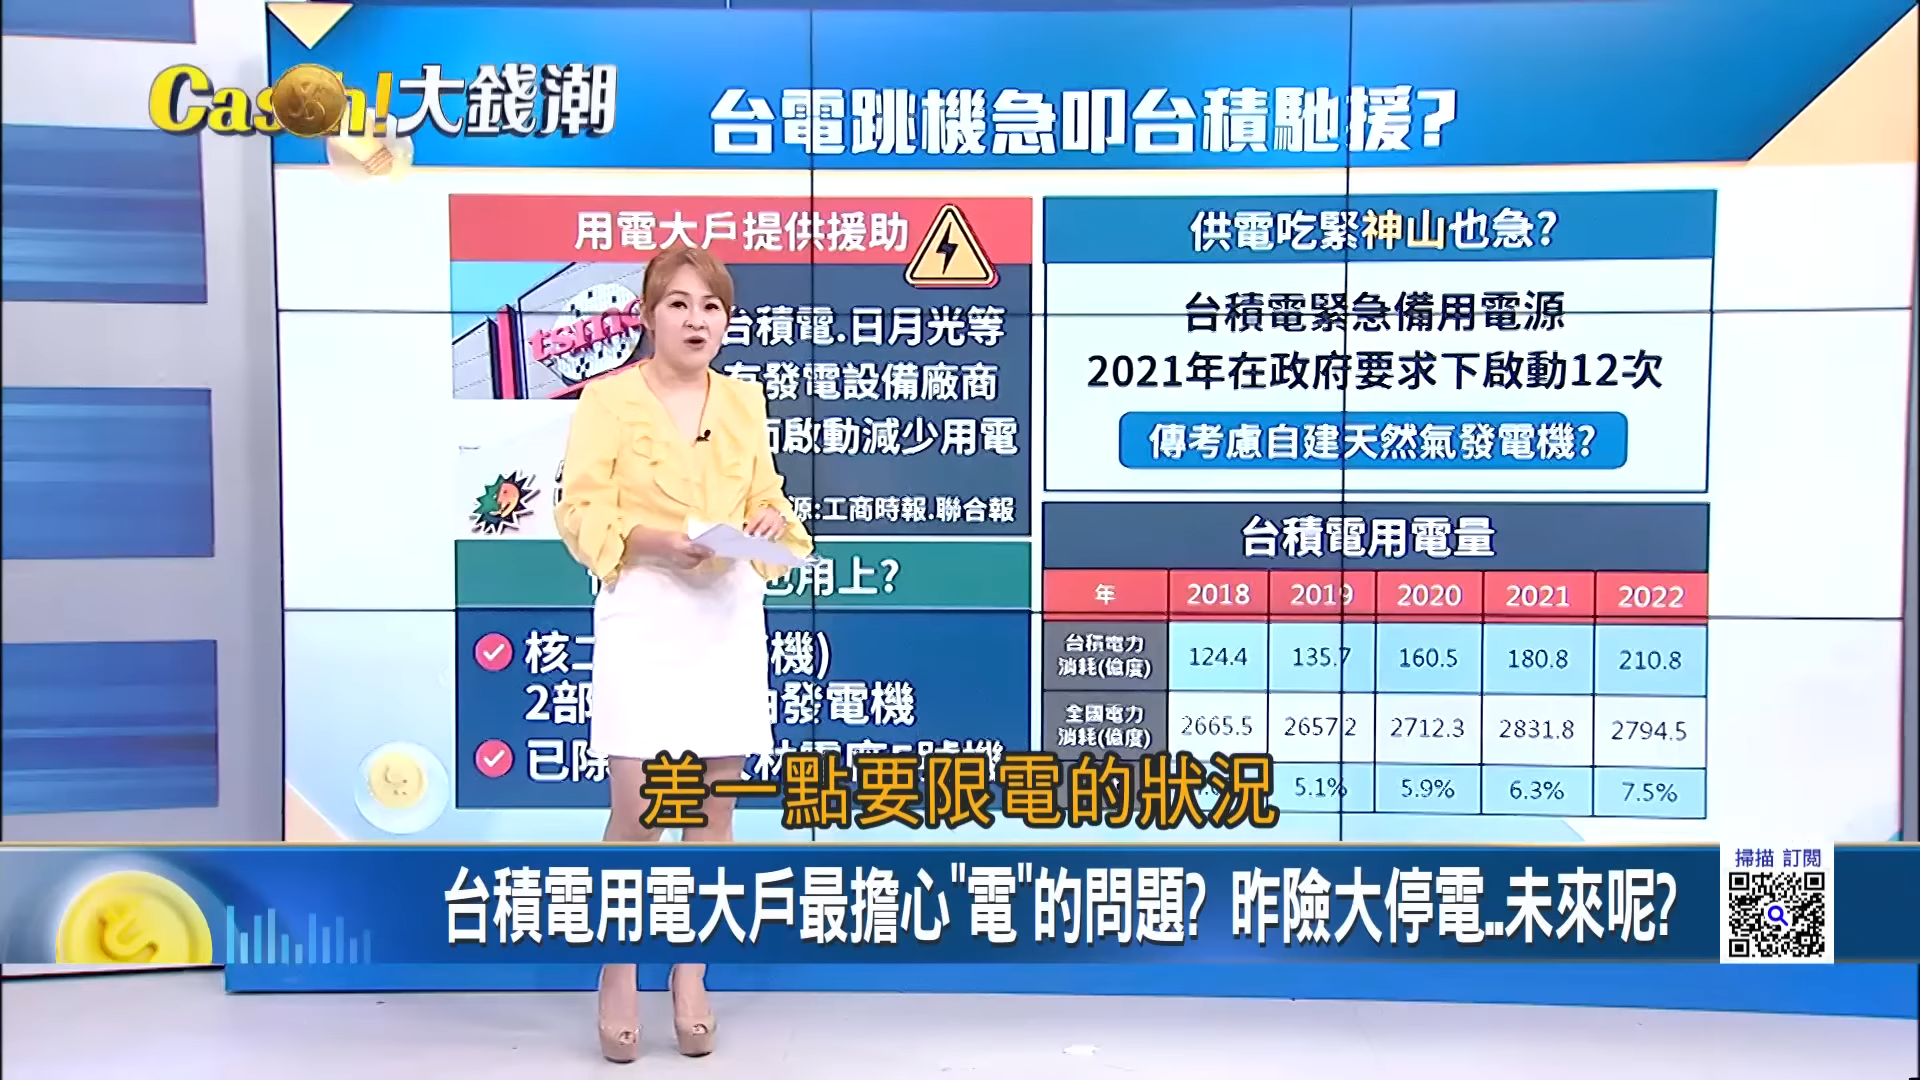 Cash!大錢潮
台電跳機急叩台積馳援?
用電大戶提供援助
tsmc
台積電.日月光等
有發電設備廠商
啟動減少用電
源:工商時報.聯合報
也用上?
核二 機)
2部 發電機
已除 號機
供電吃緊神山也急?
台積電緊急備用電源
2021年在政府要求下啟動12次
傳考慮自建天然氣發電機?
台積電用電量
年 2018 2019 2020 2021 2022
台積電力
消耗(億度) 124.4 135.7 160.5 180.8 210.8
全國電力
消耗(億度) 2665.5 2657.2 2712.3 2831.8 2794.5
5.1% 5.9% 6.3% 7.5%
差一點要限電的狀況
台積電用電大戶最擔心"電"的問題? 昨險大停電..未來呢?
掃描 訂閱